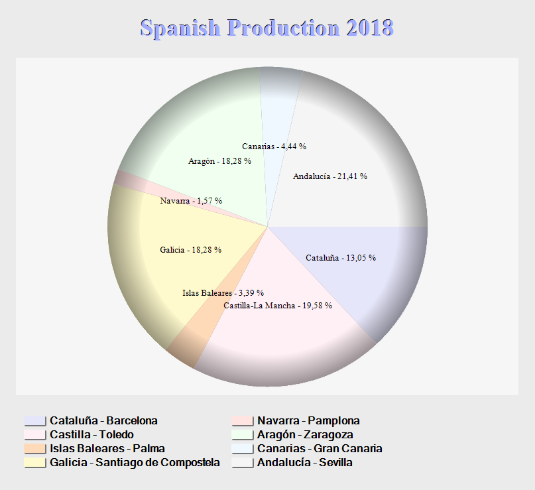 Spanish Production 2018
Canarias - 4,44 %
Aragón - 18,28 %
Andalucía - 21,41 %
Navarra - 1,57 %
Galicia - 18,28 %
Cataluña - 13,05 %
Islas Baleares - 3,39 %
Castilla-La Mancha - 19,58 %
Cataluña - Barcelona
Navarra - Pamplona
Castilla - Toledo
Aragón - Zaragoza
Islas Baleares - Palma
Canarias - Gran Canaria
Galicia - Santiago de Compostela
Andalucía - Sevilla